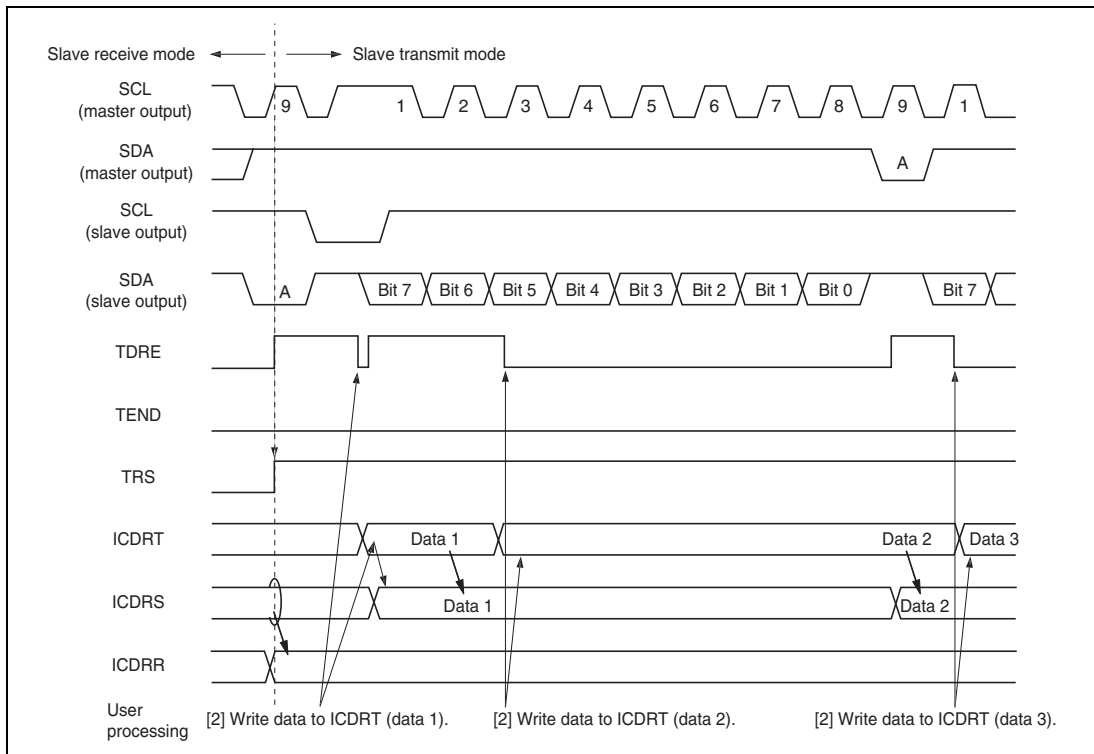 Slave receive mode
Slave transmit mode
SCL
(master output)
9 1 2 3 4 5 6 7 8 9 1
SDA
(master output)
A
SCL
(slave output)
SDA
(slave output)
A Bit 7 Bit 6 Bit 5 Bit 4 Bit 3 Bit 2 Bit 1 Bit 0 Bit 7
TDRE
TEND
TRS
ICDRT
Data 1 Data 2 Data 3
ICDRS
Data 1 Data 2
ICDRR
User
processing
[2] Write data to ICDRT (data 1).
[2] Write data to ICDRT (data 2).
[2] Write data to ICDRT (data 3).